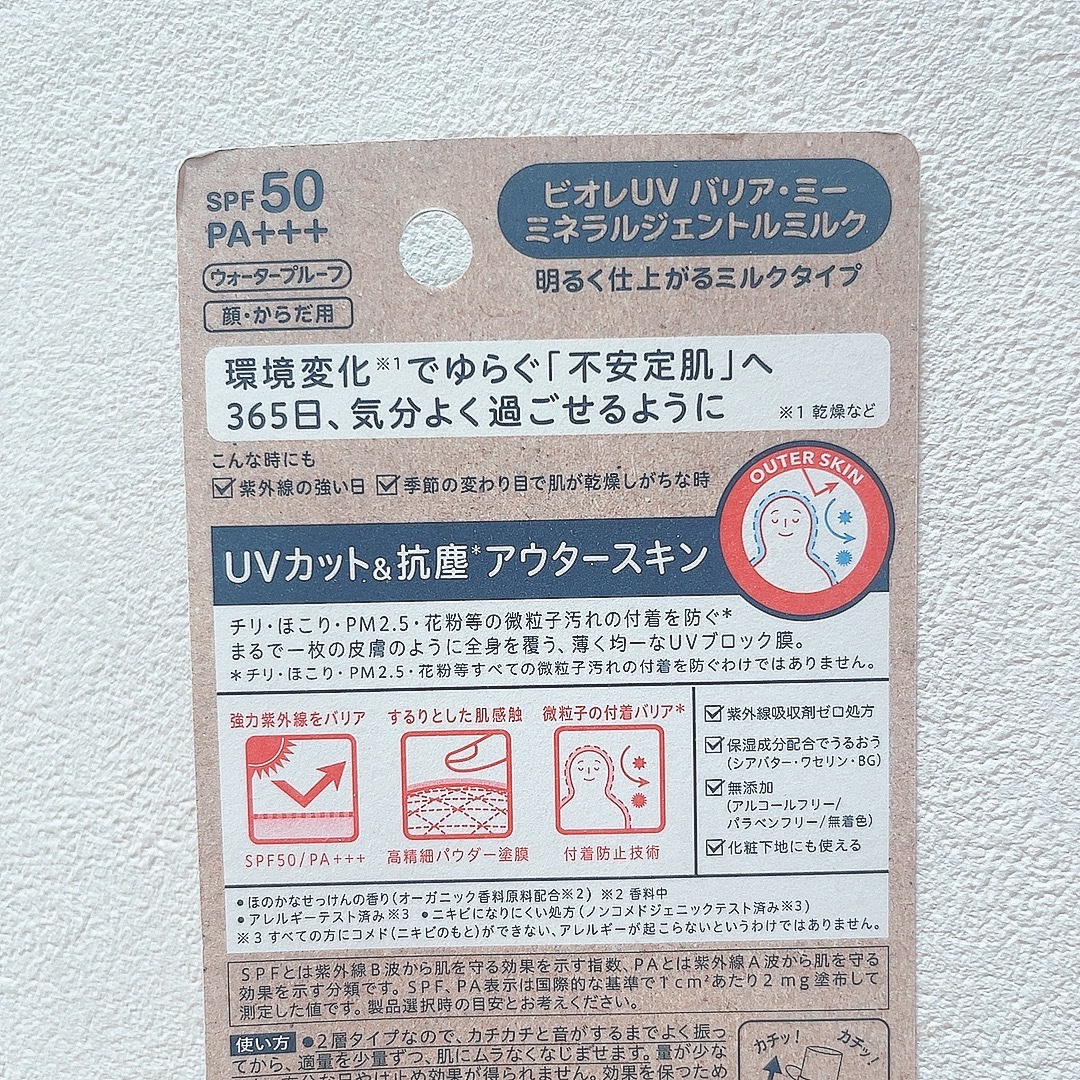 SPF50
PA+++
ウォータープルーフ
顔・からだ用
ビオレUV バリア・ミー
ミネラルジェントルミルク
明るく仕上がるミルクタイプ
環境変化※1でゆらぐ「不安定肌」へ
365日、気分よく過ごせるように
※1 乾燥など
こんな時にも
紫外線の強い日 季節の変わり目で肌が乾燥しがちな時
OUTER SKIN
UVカット&抗塵*アウタースキン
チリ・ほこり・PM2.5・花粉等の微粒子汚れの付着を防ぐ*
まるで一枚の皮膚のように全身を覆う、薄く均一なUVブロック膜。
*チリ・ほこり・PM2.5・花粉等すべての微粒子汚れの付着を防ぐわけではありません。
強力紫外線をバリア
SPF50/PA+++
するりとした肌感触
高精細パウダー塗膜
微粒子の付着バリア*
付着防止技術
紫外線吸収剤ゼロ処方
保湿成分配合でうるおう
(シアバター・ワセリン・BG)
無添加
(アルコールフリー/
パラベンフリー/無着色)
化粧下地にも使える
●ほのかなせっけんの香り(オーガニック香料原料配合※2) ※2 香料中
●アレルギーテスト済み※3 ●ニキビになりにくい処方(ノンコメドジェニックテスト済み※3)
※3 すべての方にコメド(ニキビのもと)ができない、アレルギーが起こらないというわけではありません。
SPFとは紫外線B波から肌を守る効果を示す指数、PAとは紫外線A波から肌を守る
効果を示す分類です。SPF、PA表示は国際的な基準で1cm²あたり2mg塗布して
測定した値です。製品選択時の目安とお考えください。
使い方 ●2層タイプなので、カチカチと音がするまでよく振っ
てから、適量を少量ずつ、肌にムラなくなじませます。量が少な
効果が得られません。効果を保つため
カチッ!
カチッ!